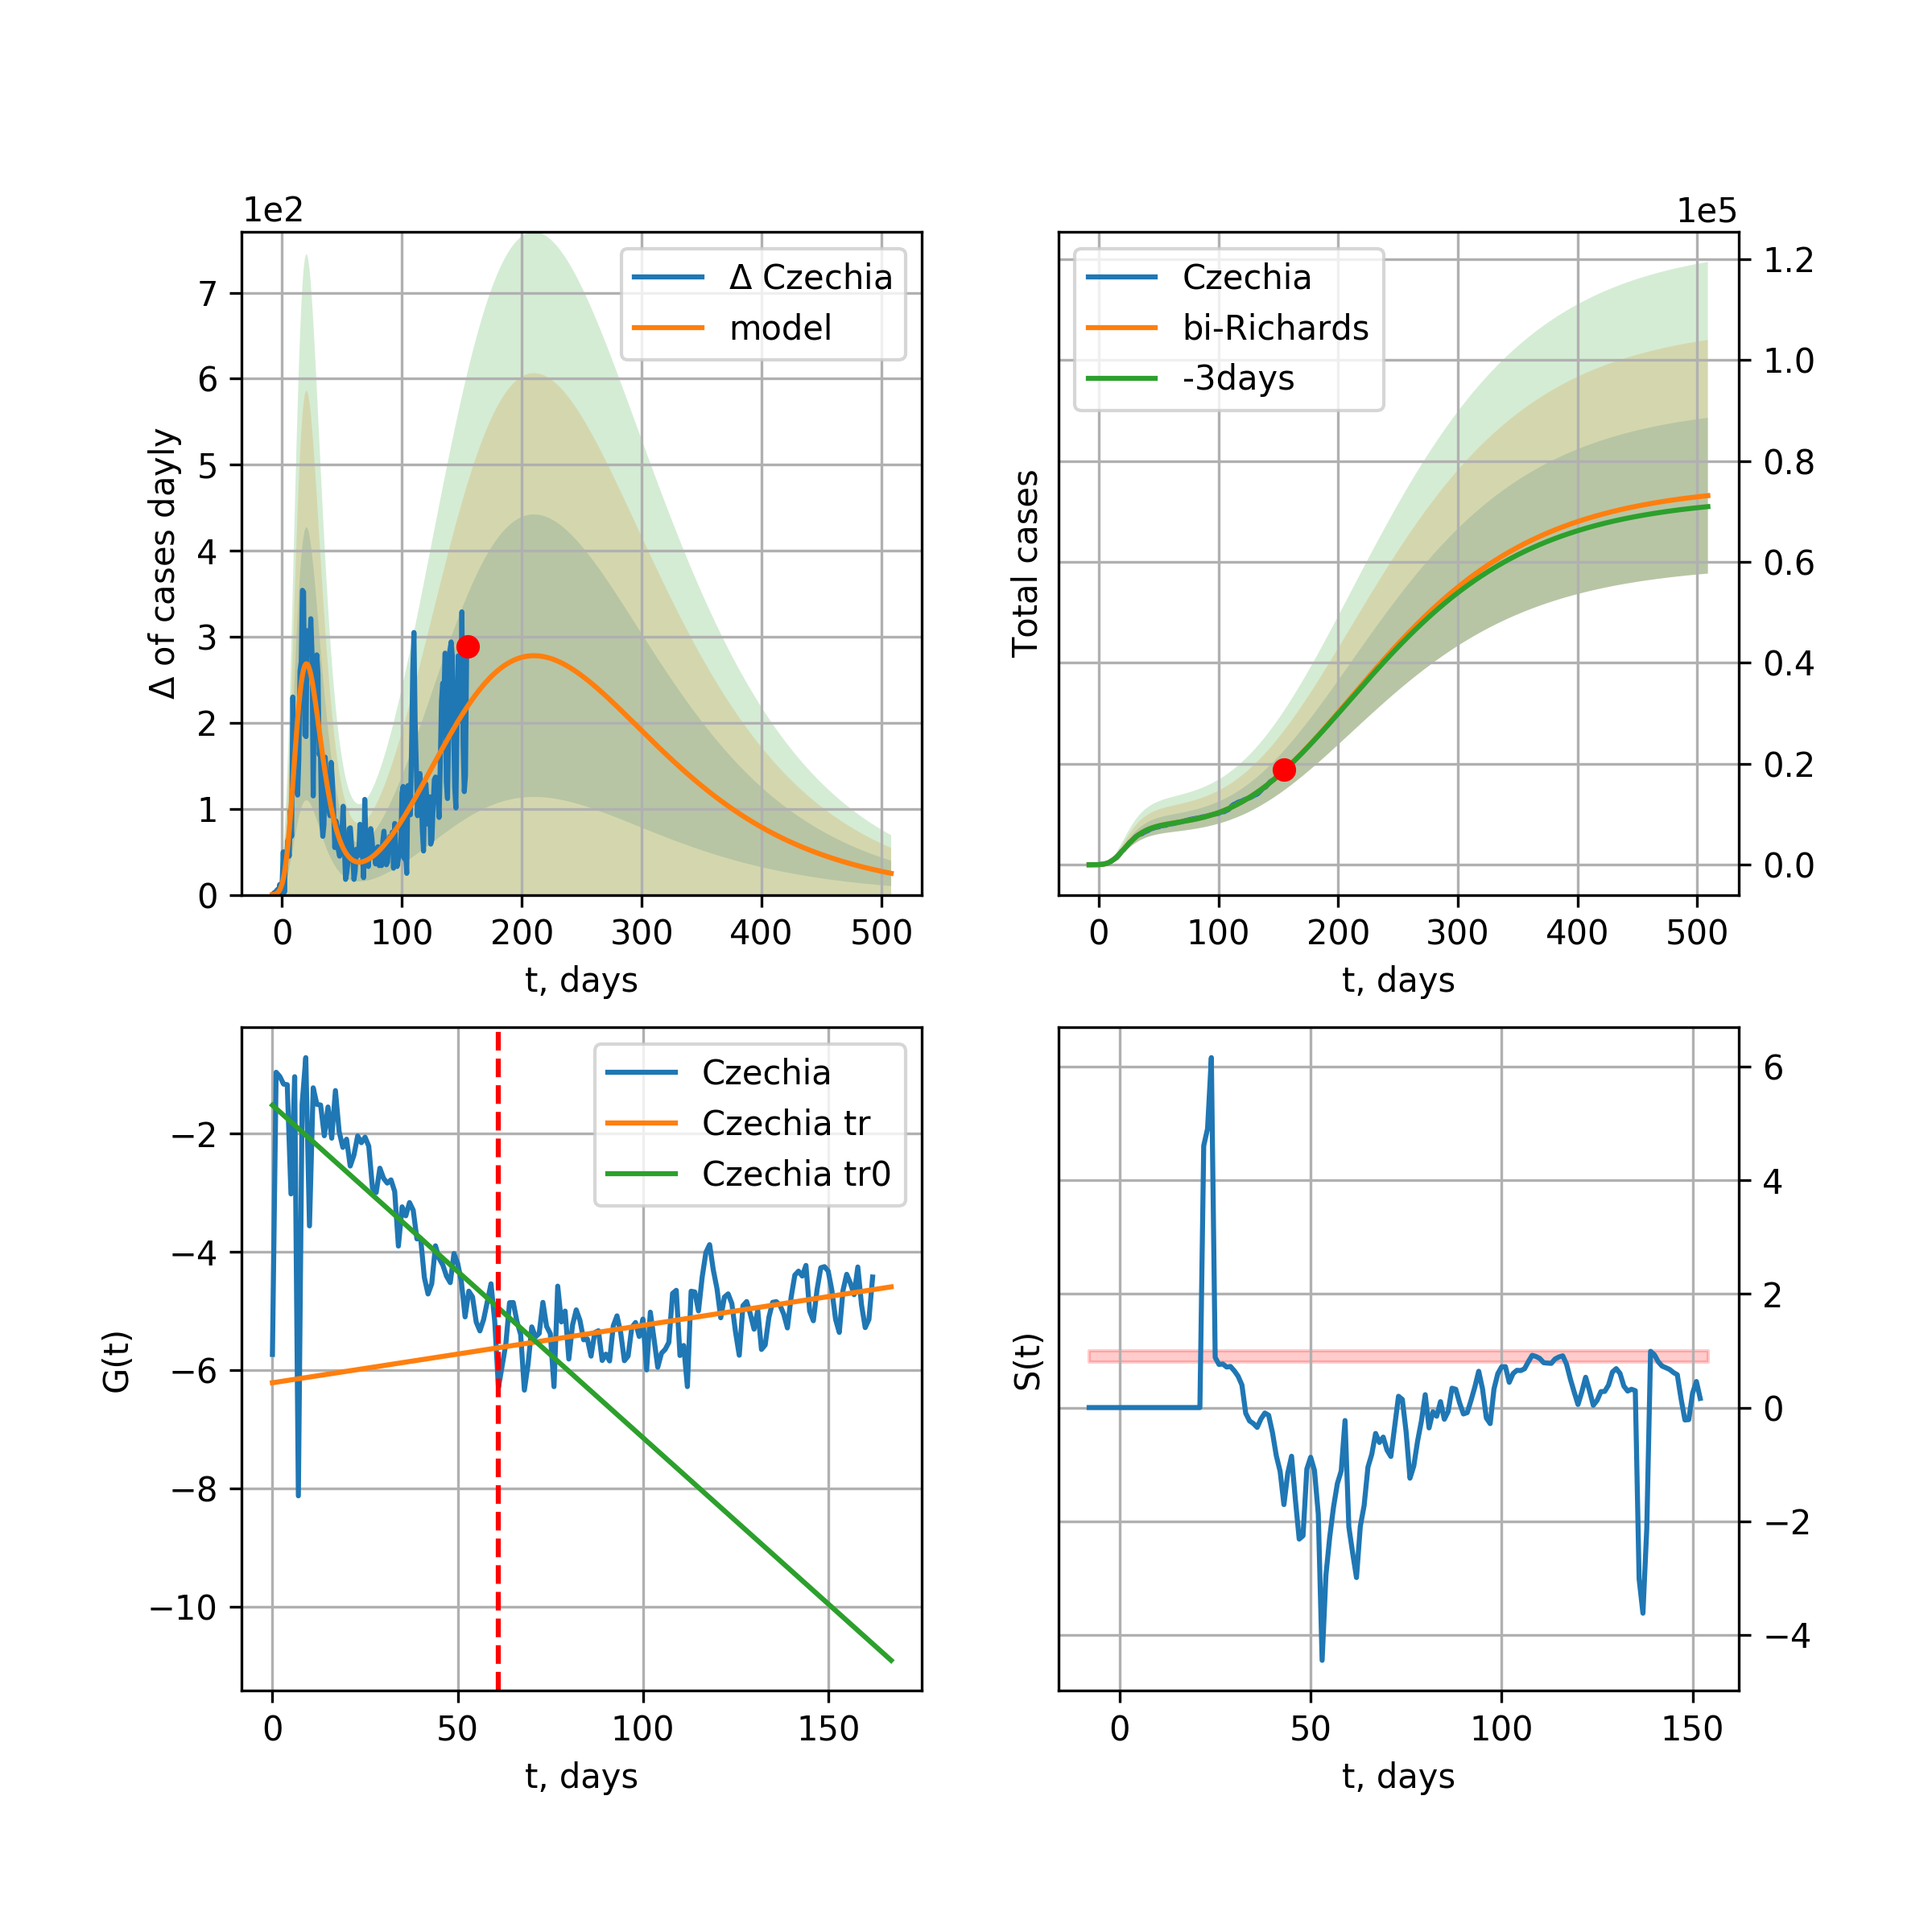 1e2
Δ of cases dayly
7
6
5
4
3
2
1
0
0 100 200 300 400 500
t, days
Δ Czechia
model
1e5
Total cases
1.2
1.0
0.8
0.6
0.4
0.2
0.0
0 100 200 300 400 500
t, days
Czechia
bi-Richards
-3days
G(t)
−2
−4
−6
−8
−10
0 50 100 150
t, days
Czechia
Czechia tr
Czechia tr0
S(t)
6
4
2
0
−2
−4
0 50 100 150
t, days